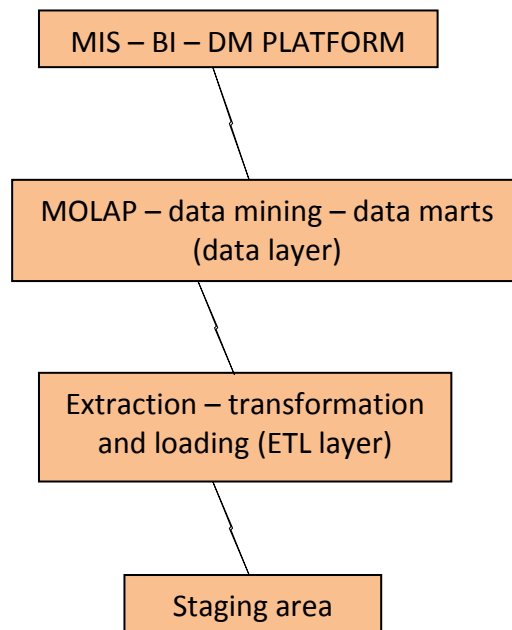 MIS – BI – DM PLATFORM
MOLAP – data mining – data marts
(data layer)
Extraction – transformation
and loading (ETL layer)
Staging area